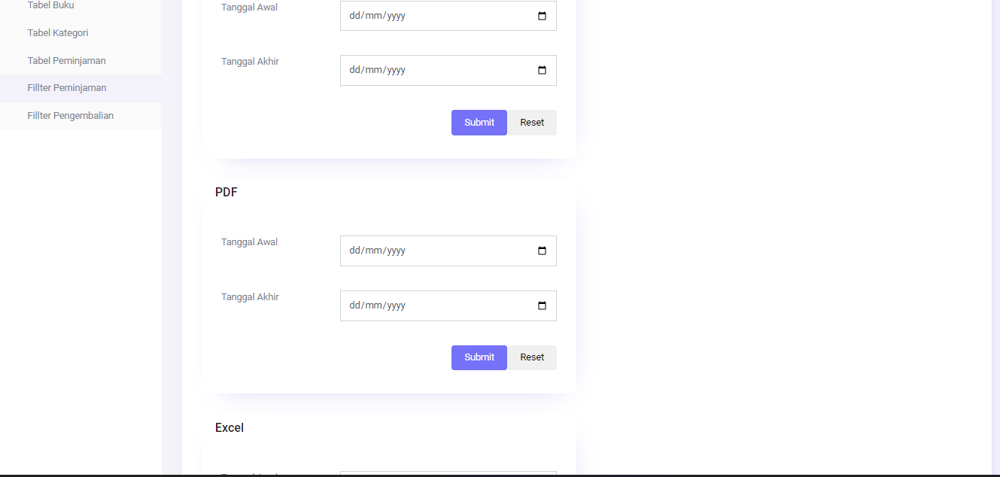 Tabel Buku
Tabel Kategori
Tabel Peminjaman
Fillter Peminjaman
Fillter Pengembalian
Tanggal Awal
dd/mm/yyyy
Tanggal Akhir
dd/mm/yyyy
Submit
Reset
PDF
Tanggal Awal
dd/mm/yyyy
Tanggal Akhir
dd/mm/yyyy
Submit
Reset
Excel